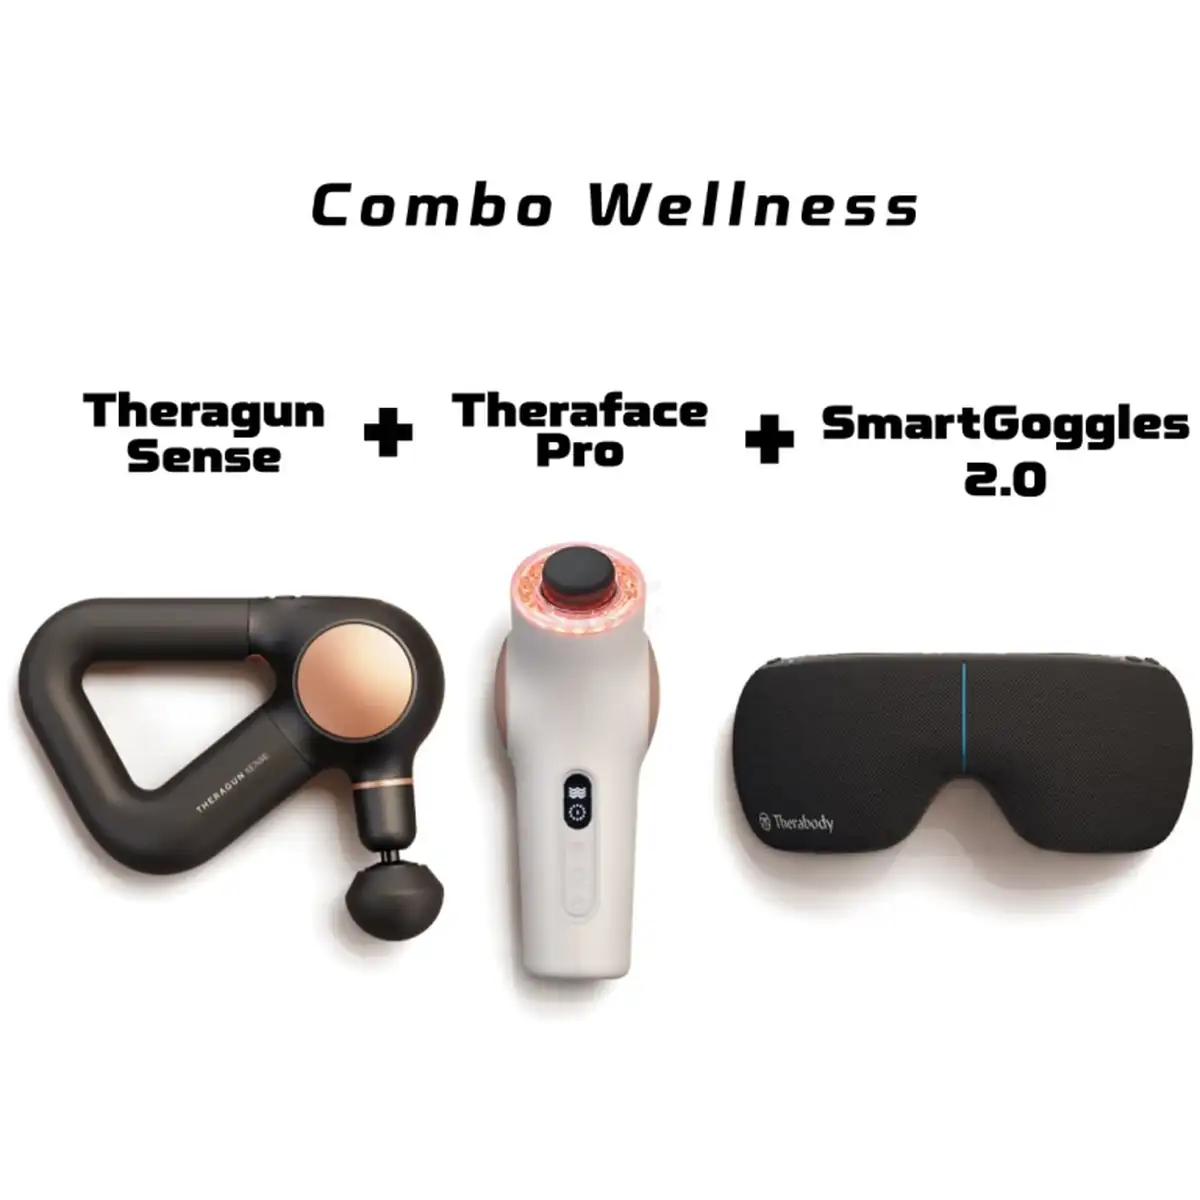 Combo Wellness
Theragun
Sense
+
Theraface
Pro
+
SmartGoggles
2.0
THERAGUN SENSE
Therabody